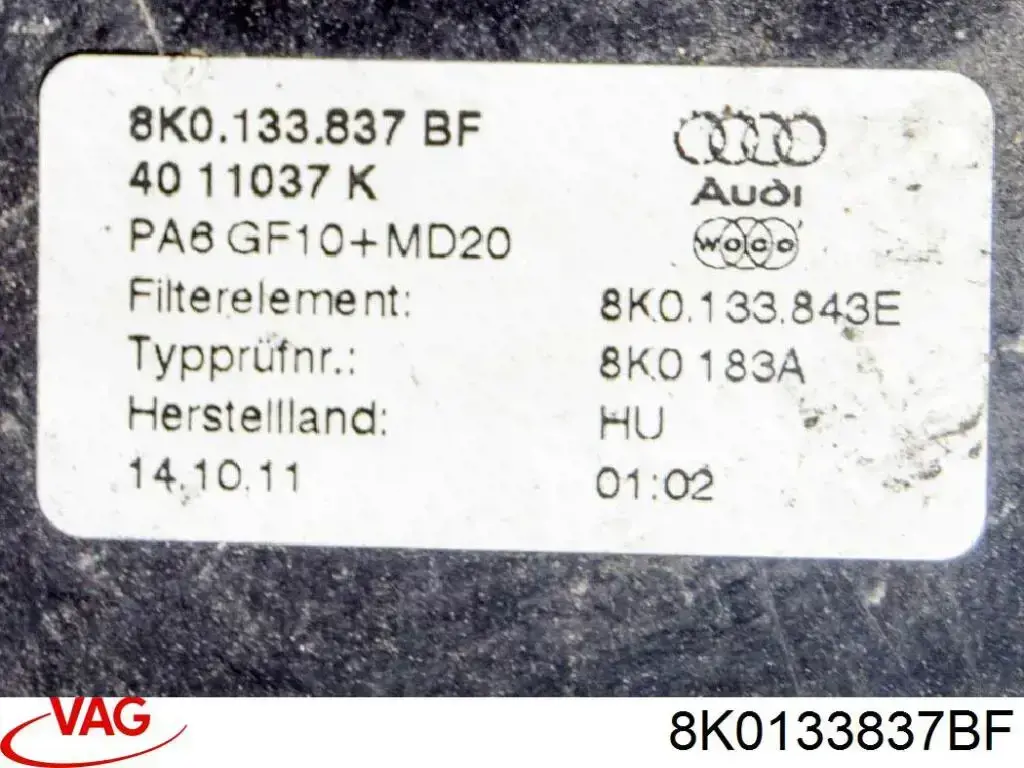 8K0.133.837 BF
40 11037 K
Audi
PA6 GF10+MD20
woco
Filterelement: 8K0.133.843E
Typprüfnr.: 8K0 183A
Herstellland: HU
14.10.11 01:02
VAG 8K0133837BF